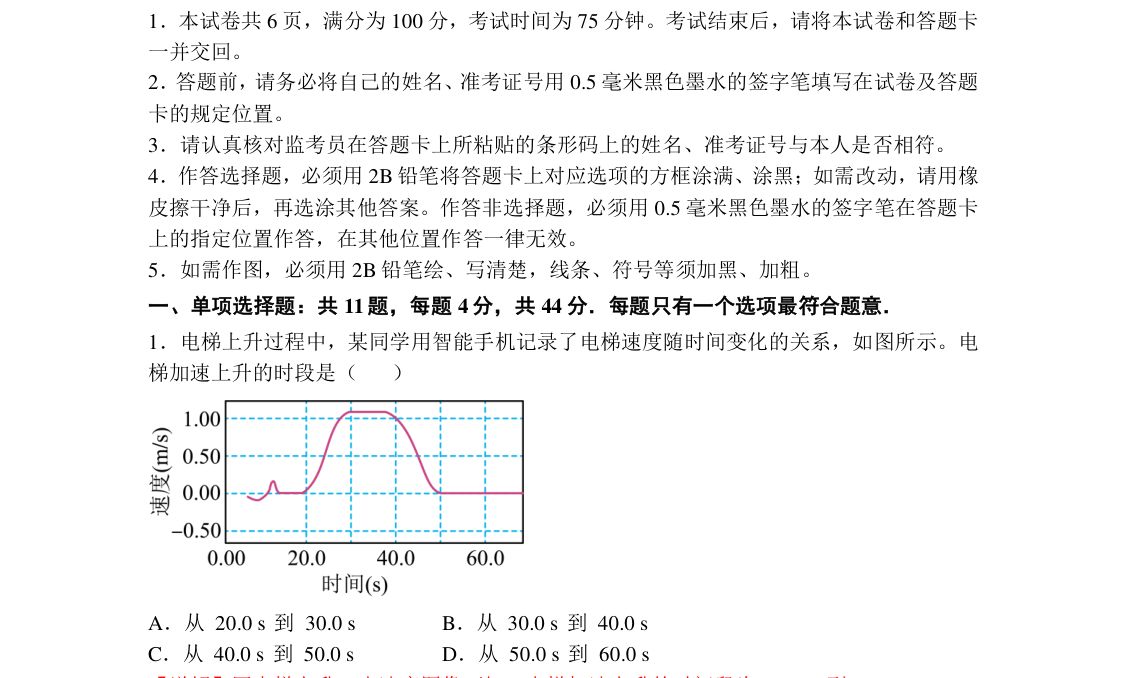 1．本试卷共 6 页，满分为 100 分，考试时间为 75 分钟。考试结束后，请将本试卷和答题卡
一并交回。
2．答题前，请务必将自己的姓名、准考证号用 0.5 毫米黑色墨水的签字笔填写在试卷及答题
卡的规定位置。
3．请认真核对监考员在答题卡上所粘贴的条形码上的姓名、准考证号与本人是否相符。
4．作答选择题，必须用 2B 铅笔将答题卡上对应选项的方框涂满、涂黑；如需改动，请用橡
皮擦干净后，再选涂其他答案。作答非选择题，必须用 0.5 毫米黑色墨水的签字笔在答题卡
上的指定位置作答，在其他位置作答一律无效。
5．如需作图，必须用 2B 铅笔绘、写清楚，线条、符号等须加黑、加粗。
一、单项选择题：共 11 题，每题 4 分，共 44 分．每题只有一个选项最符合题意．
1．电梯上升过程中，某同学用智能手机记录了电梯速度随时间变化的关系，如图所示。电
梯加速上升的时段是（　　）
速度(m/s)
1.00
0.50
0.00
−0.50
0.00 20.0 40.0 60.0
时间(s)
A．从 20.0 s 到 30.0 s B．从 30.0 s 到 40.0 s
C．从 40.0 s 到 50.0 s D．从 50.0 s 到 60.0 s